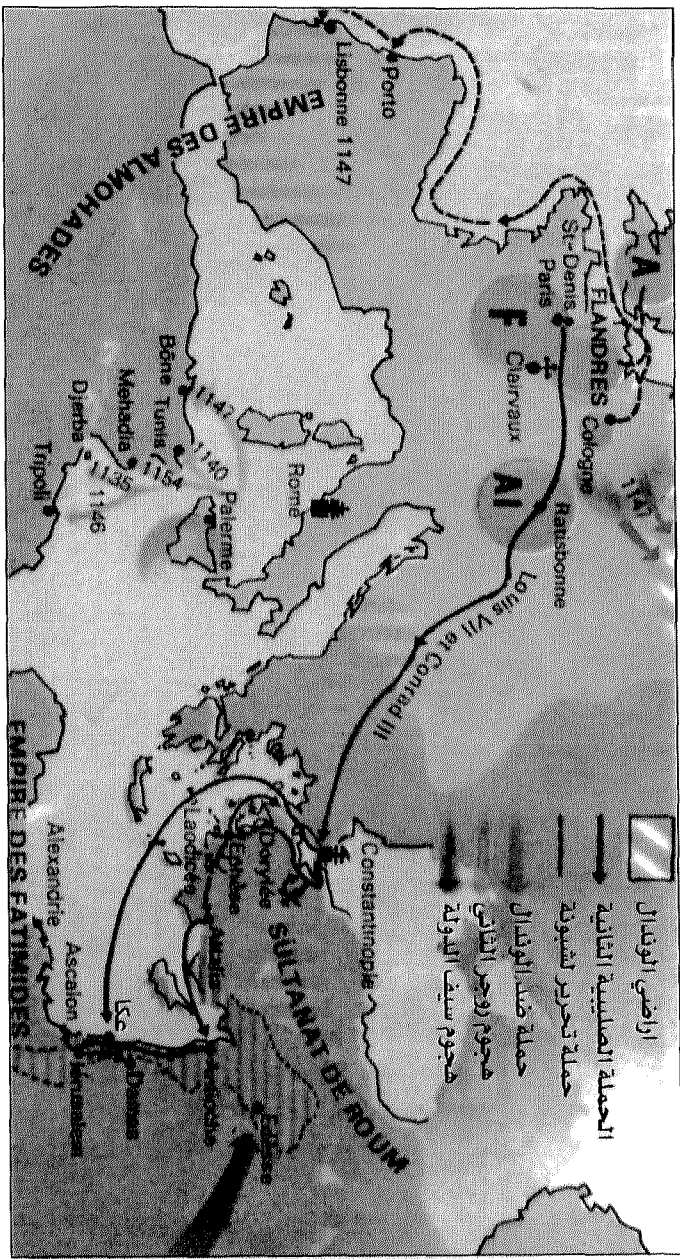 اراضي الوندال
الحملة الصليبية الثانية
حملة تحرير لشبونة
حملة ضد الوندال
هجوم روجر الثاني
هجوم سيف الدولة
A
FLANDRES
Cologne
1147
St-Denis
Paris
F
Clairvaux
Al
Ratisbonne
Louis VII et Conrad III
Porto
Lisbonne 1147
EMPIRE DES ALMOHADES
Rome
Constantinople
Bône
1142
Tunis
1140
Palerme
Mehadia
1154
Djerba
1135
1146
Tripoli
Dorylée
Ephèse
Laodicée
SULTANAT DE ROUM
Antioche
Edesse
عكا
Damas
Jérusalem
Ascalon
Alexandrie
EMPIRE DES FATIMIDES